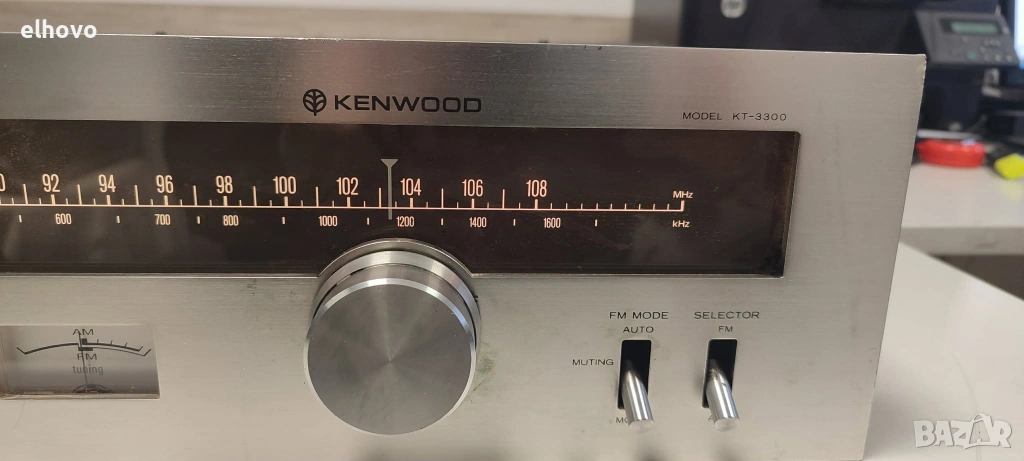 elhovo
KENWOOD
MODEL KT-3300
92 94 96 98 100 102 104 106 108 MHz
600 700 800 1000 1200 1400 1600 kHz
FM MODE SELECTOR
AUTO FM
MUTING
AM
FM
tuning
BAZAR